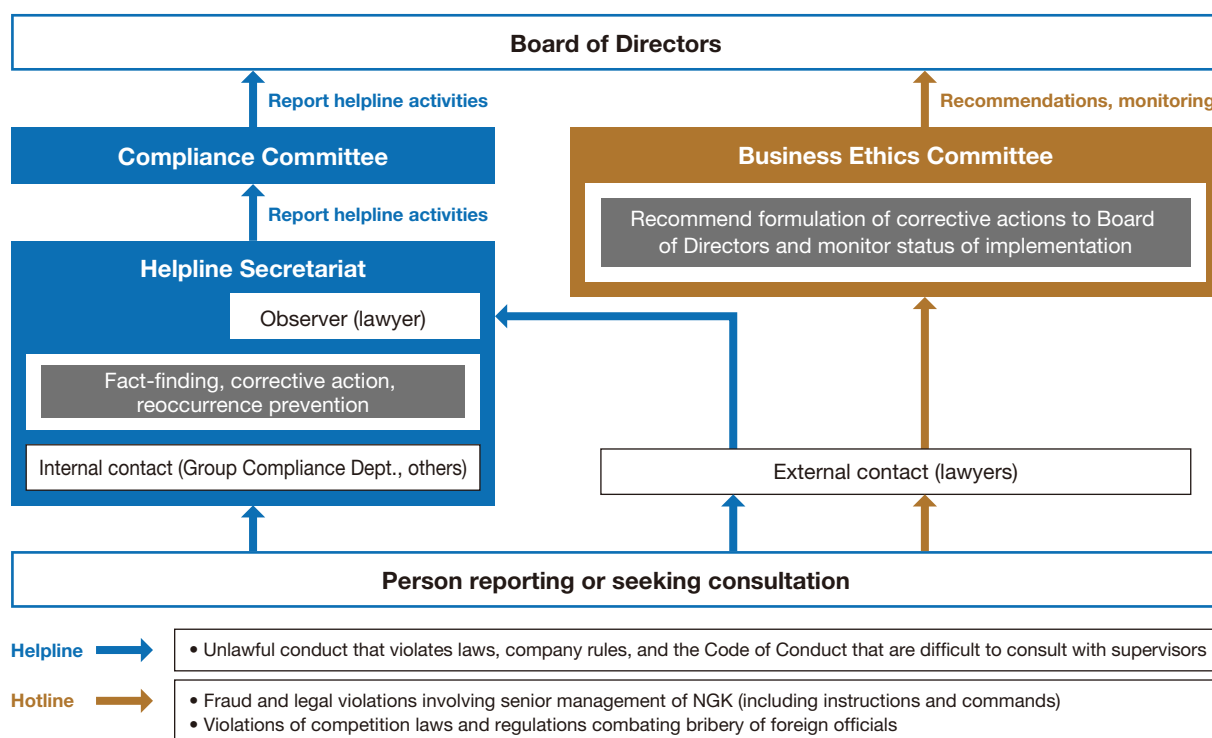 Board of Directors
Report helpline activities
Recommendations, monitoring
Compliance Committee
Business Ethics Committee
Report helpline activities
Recommend formulation of corrective actions to Board
of Directors and monitor status of implementation
Helpline Secretariat
Observer (lawyer)
Fact-finding, corrective action,
reoccurrence prevention
Internal contact (Group Compliance Dept., others)
External contact (lawyers)
Person reporting or seeking consultation
Helpline
• Unlawful conduct that violates laws, company rules, and the Code of Conduct that are difficult to consult with supervisors
Hotline
• Fraud and legal violations involving senior management of NGK (including instructions and commands)
• Violations of competition laws and regulations combating bribery of foreign officials